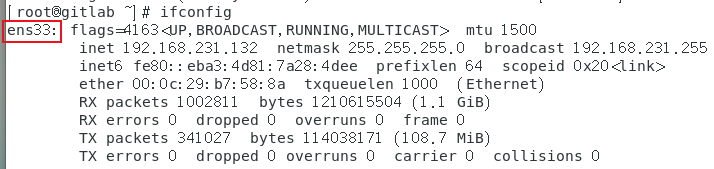 [root@gitlab ~]# ifconfig
ens33: flags=4163<UP,BROADCAST,RUNNING,MULTICAST>  mtu 1500
        inet 192.168.231.132  netmask 255.255.255.0  broadcast 192.168.231.255
        inet6 fe80::eba3:4d81:7a28:4dee  prefixlen 64  scopeid 0x20<link>
        ether 00:0c:29:b7:58:8a  txqueuelen 1000  (Ethernet)
        RX packets 1002811  bytes 1210615504 (1.1 GiB)
        RX errors 0  dropped 0  overruns 0  frame 0
        TX packets 341027  bytes 114038171 (108.7 MiB)
        TX errors 0  dropped 0 overruns 0  carrier 0  collisions 0